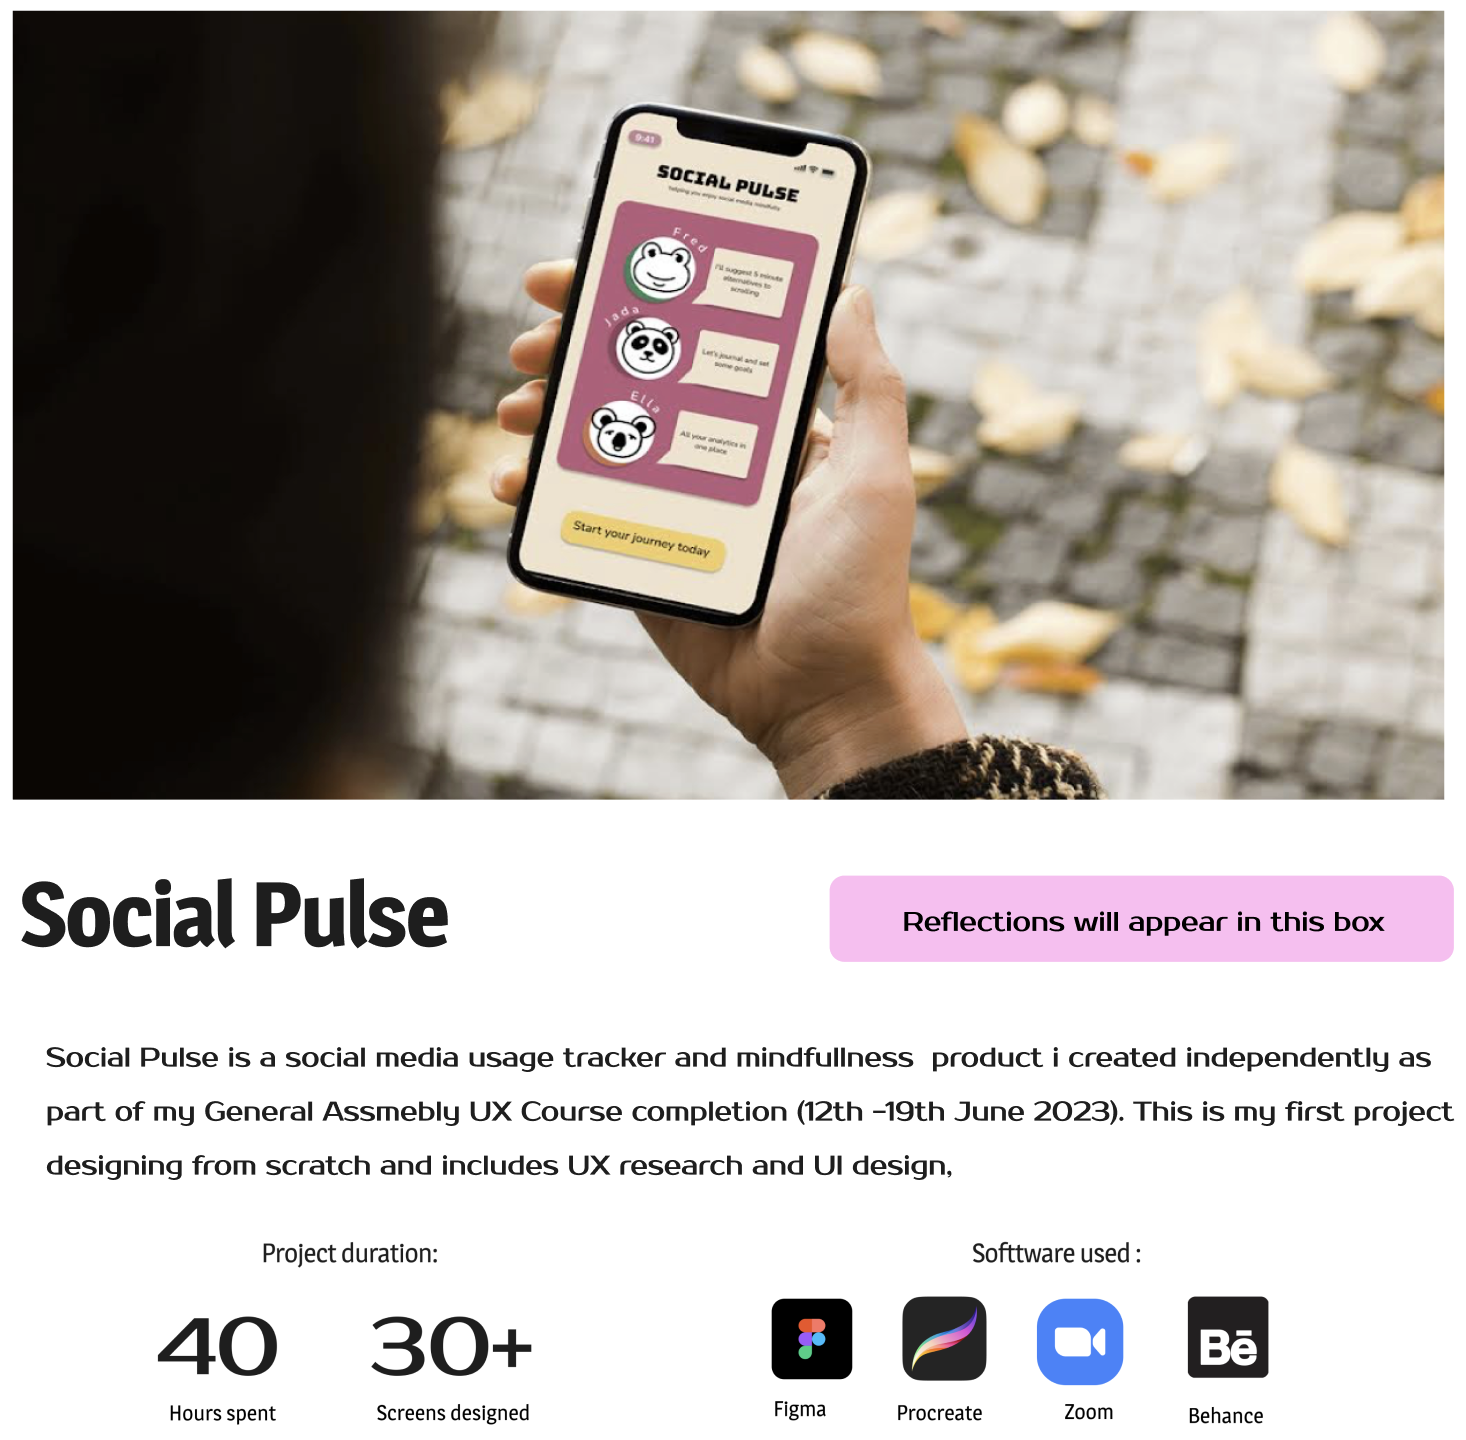 9:41
SOCIAL PULSE
helping you enjoy social media mindfully
Fred
I'll suggest 5 minute
alternatives to
scrolling
Jada
Let's journal and set
some goals
Ella
All your analytics in
one place
Start your journey today
Social Pulse
Reflections will appear in this box
Social Pulse is a social media usage tracker and mindfullness product i created independently as
part of my General Assmebly UX Course completion (12th -19th June 2023). This is my first project
designing from scratch and includes UX research and UI design,
Project duration:
Softtware used :
40
30+
Bē
Hours spent
Screens designed
Figma
Procreate
Zoom
Behance